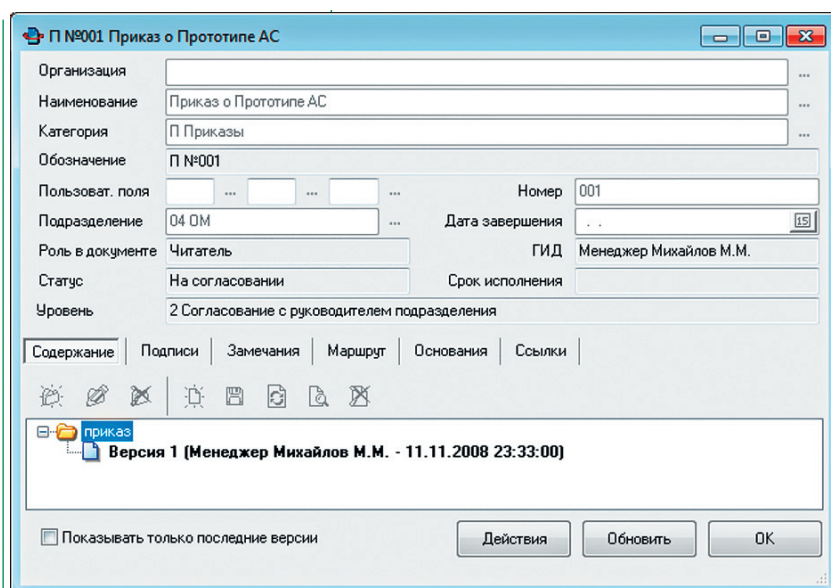 П №001 Приказ о Прототипе АС
Организация ...
Наименование Приказ о Прототипе АС ...
Категория П Приказы ...
Обозначение П №001
Пользоват. поля ... ... ... Номер 001
Подразделение 04 ОМ ... Дата завершения . . 15
Роль в документе Читатель ГИД Менеджер Михайлов М.М.
Статус На согласовании Срок исполнения
Уровень 2 Согласование с руководителем подразделения
Содержание Подписи Замечания Маршрут Основания Ссылки
приказ
Версия 1 (Менеджер Михайлов М.М. - 11.11.2008 23:33:00)
Показывать только последние версии Действия Обновить ОК